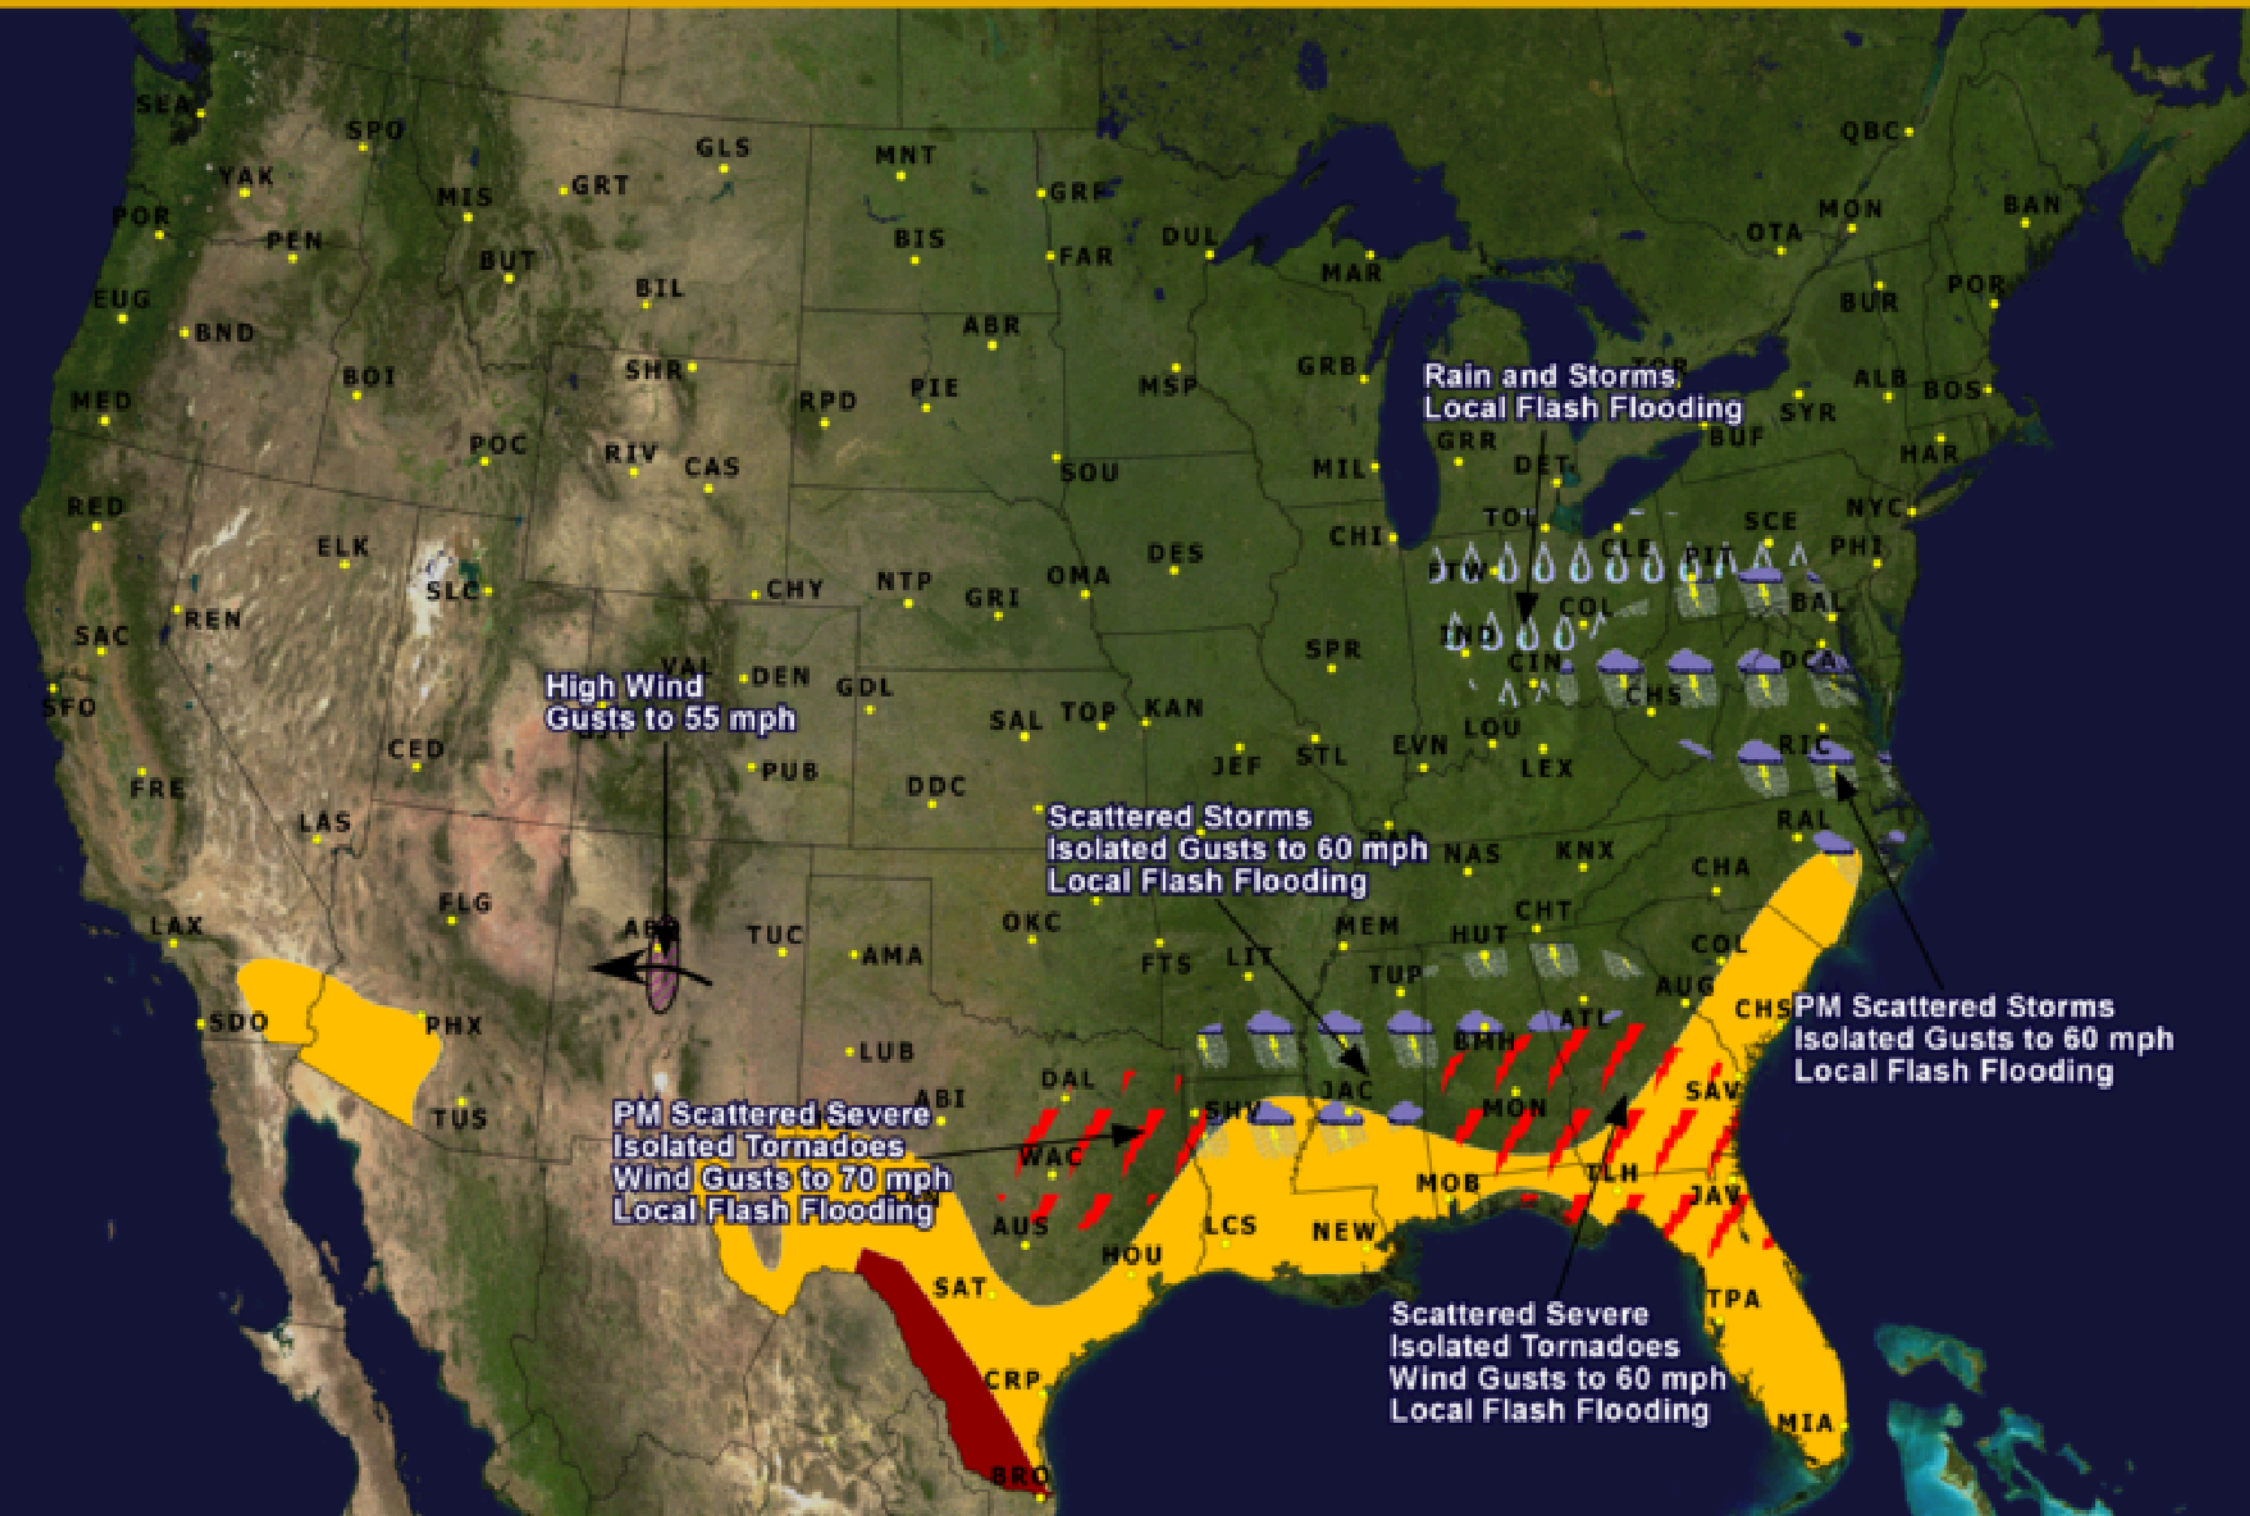 SEA
SPO
GLS
MNT
QBC
YAK
MIS
GRT
GRF
BAN
POR
MON
PEN
BUT
BIS
FAR
DUL
OTA
MAR
BIL
EUG
BND
BUR
POR
ABR
BOI
SHR
GRB
TOR
Rain and Storms
Local Flash Flooding
MED
RPD
PIE
MSP
ALB
BOS
SYR
POC
RIV
CAS
SOU
MIL
GRR
DET
BUF
HAR
RED
ELK
CHI
TOL
SCE
NYC
DES
CLE
PIT
PHI
SLC
CHY
NTP
GRI
OMA
FTW
COL
BAL
REN
SAC
SPR
IND
CIN
DCA
VAL
DEN
GDL
CHS
High Wind
Gusts to 55 mph
SFO
SAL
TOP
KAN
LOU
RIC
CED
PUB
DDC
JEF
STL
EVN
LEX
FRE
LAS
Scattered Storms
Isolated Gusts to 60 mph
Local Flash Flooding
RAL
NAS
KNX
CHA
FLG
LAX
TUC
AMA
OKC
FTS
LIT
MEM
TUP
HUT
CHT
COL
AUG
SDO
PHX
LUB
ATL
BMH
CHS
PM Scattered Storms
Isolated Gusts to 60 mph
Local Flash Flooding
TUS
ABI
DAL
SHV
JAC
MON
SAV
PM Scattered Severe
Isolated Tornadoes
Wind Gusts to 70 mph
Local Flash Flooding
WAC
AUS
HOU
LCS
NEW
MOB
TLH
JAV
SAT
CRP
BRO
TPA
MIA
Scattered Severe
Isolated Tornadoes
Wind Gusts to 60 mph
Local Flash Flooding